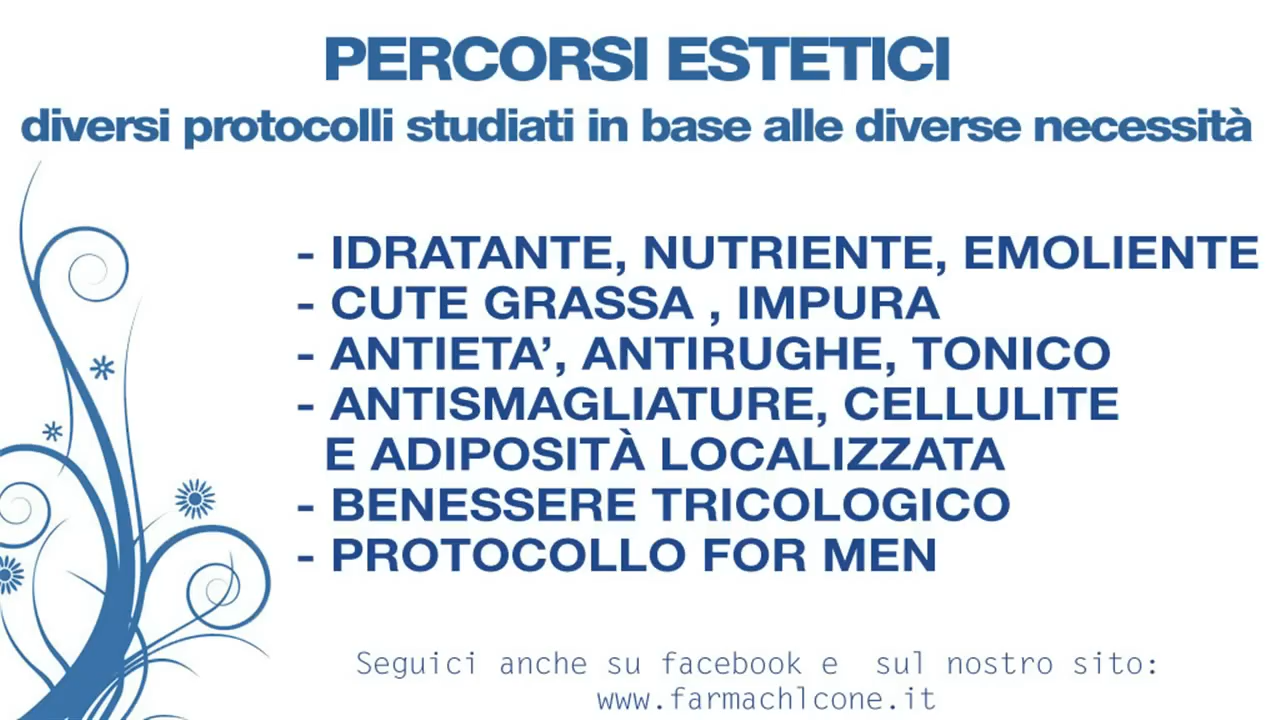 PERCORSI ESTETICI
diversi protocolli studiati in base alle diverse necessità
- IDRATANTE, NUTRIENTE, EMOLIENTE
- CUTE GRASSA , IMPURA
- ANTIETA’, ANTIRUGHE, TONICO
- ANTISMAGLIATURE, CELLULITE
E ADIPOSITÀ LOCALIZZATA
- BENESSERE TRICOLOGICO
- PROTOCOLLO FOR MEN
Seguici anche su facebook e  sul nostro sito:
www.farmachlcone.it